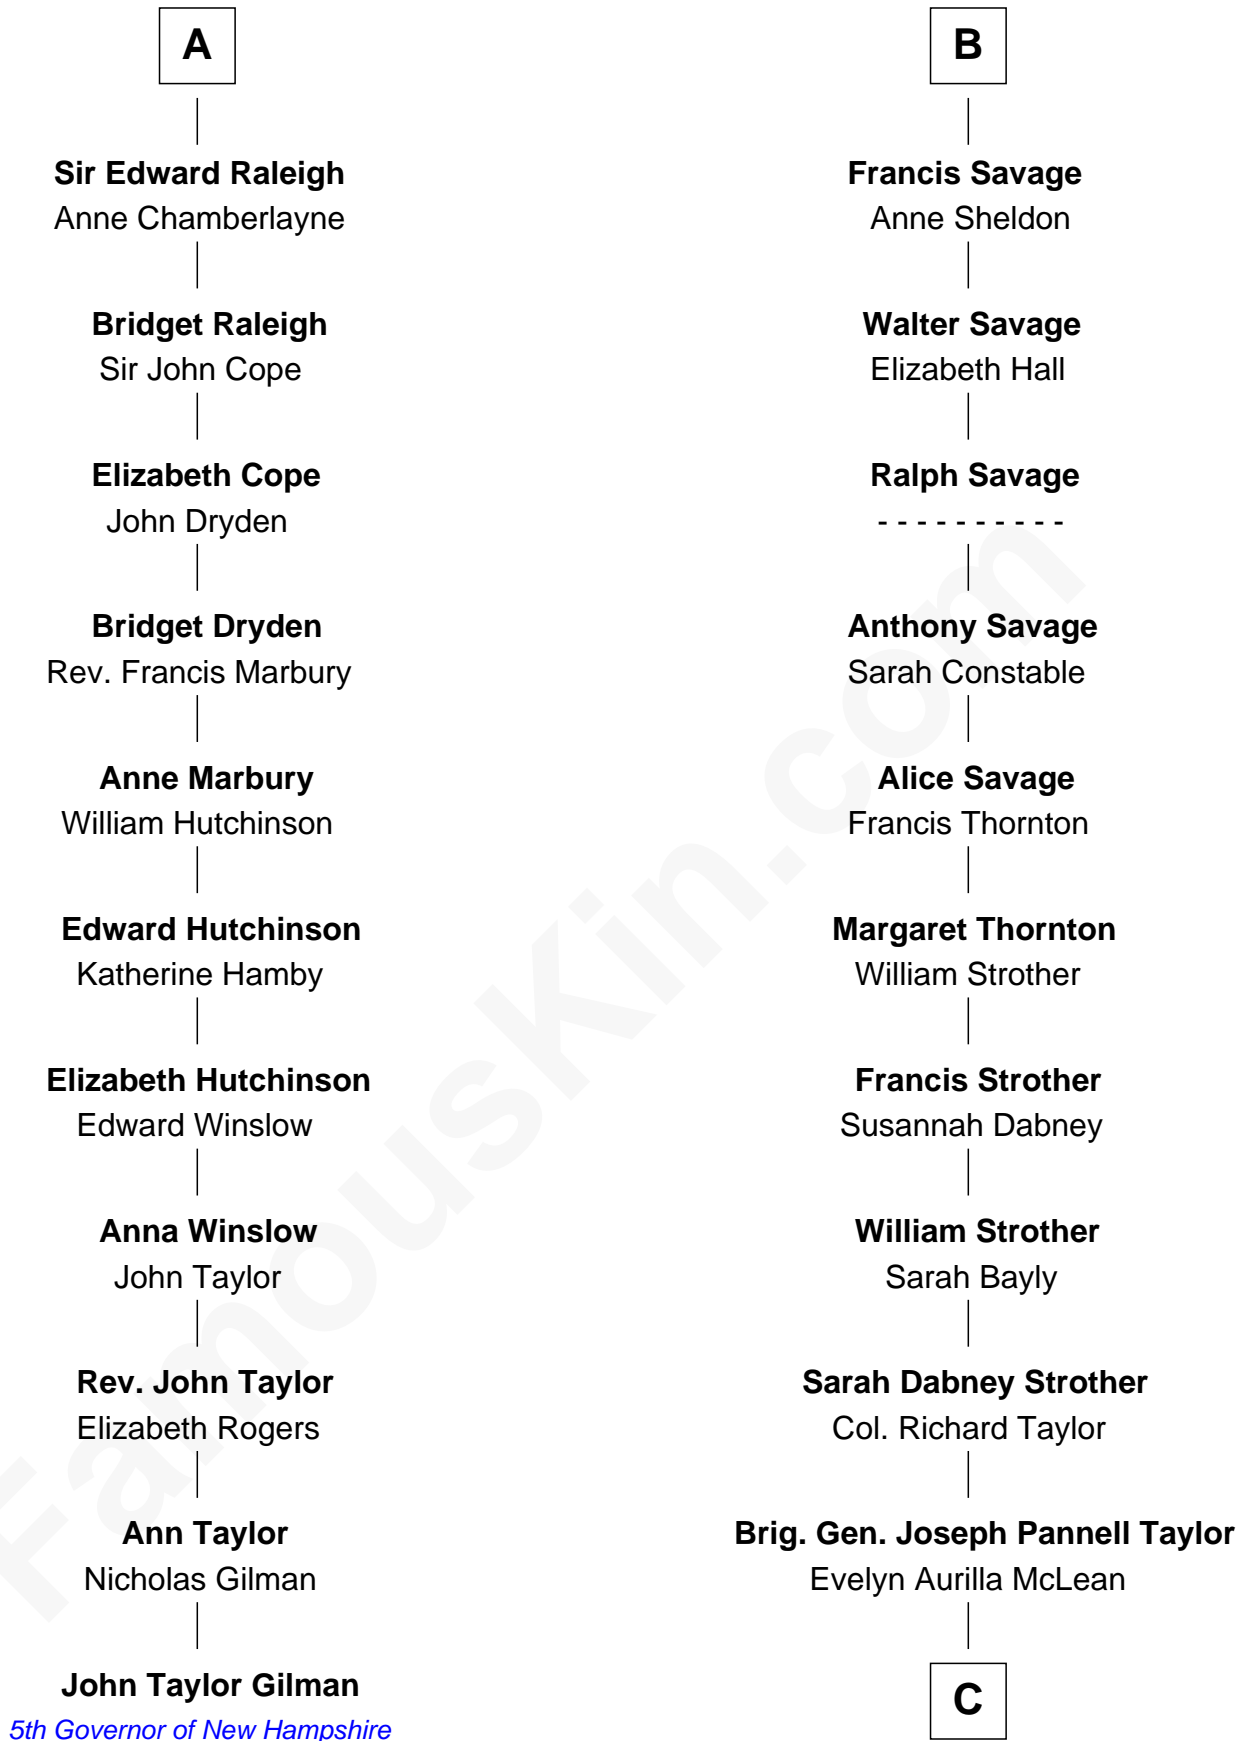 A
Sir Edward Raleigh
Anne Chamberlayne
Bridget Raleigh
Sir John Cope
Elizabeth Cope
John Dryden
Bridget Dryden
Rev. Francis Marbury
Anne Marbury
William Hutchinson
Edward Hutchinson
Katherine Hamby
Elizabeth Hutchinson
Edward Winslow
Anna Winslow
John Taylor
Rev. John Taylor
Elizabeth Rogers
Ann Taylor
Nicholas Gilman
John Taylor Gilman
5th Governor of New Hampshire
B
Francis Savage
Anne Sheldon
Walter Savage
Elizabeth Hall
Ralph Savage
- - - - - - - - - -
Anthony Savage
Sarah Constable
Alice Savage
Francis Thornton
Margaret Thornton
William Strother
Francis Strother
Susannah Dabney
William Strother
Sarah Bayly
Sarah Dabney Strother
Col. Richard Taylor
Brig. Gen. Joseph Pannell Taylor
Evelyn Aurilla McLean
C
FamousKin.com